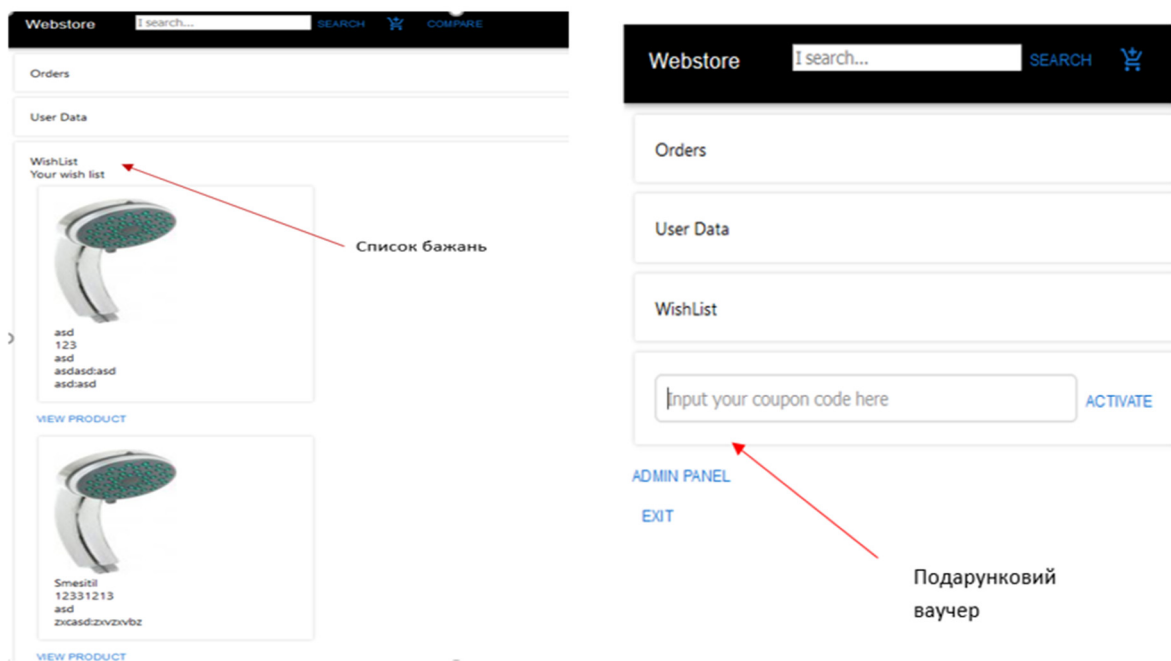 Webstore I search... SEARCH COMPARE
Orders
User Data
WishList
Your wish list
Список бажань
asd
123
asd
asdasd:asd
asd:asd
VIEW PRODUCT
Smesitil
12331213
asd
zxcasd:zxvzxvbz
VIEW PRODUCT
Webstore I search... SEARCH
Orders
User Data
WishList
Input your coupon code here ACTIVATE
ADMIN PANEL
EXIT
Подарунковий
ваучер